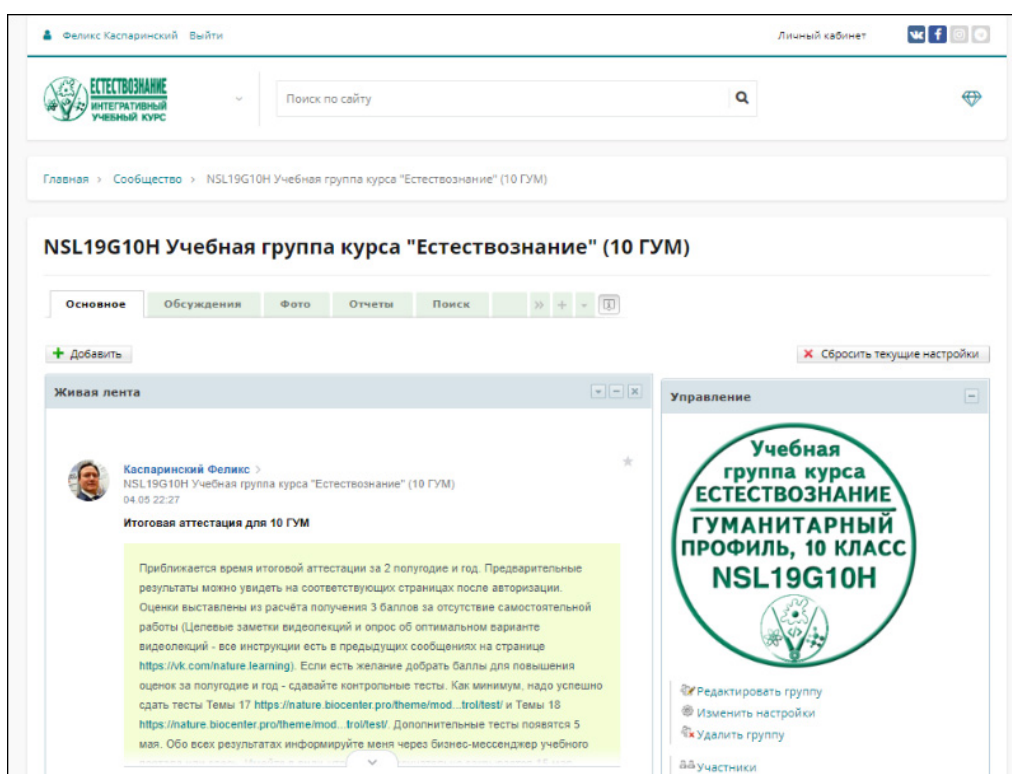 Феликс Каспаринский Выйти
Личный кабинет
ЕСТЕСТВОЗНАНИЕ
ИНТЕГРАТИВНЫЙ
УЧЕБНЫЙ КУРС
Поиск по сайту
Главная > Сообщество > NSL19G10H Учебная группа курса "Естествознание" (10 ГУМ)
NSL19G10H Учебная группа курса "Естествознание" (10 ГУМ)
Основное Обсуждения Фото Отчеты Поиск
Добавить
Сбросить текущие настройки
Живая лента
Каспаринский Феликс >
NSL19G10H Учебная группа курса "Естествознание" (10 ГУМ)
04.05 22:27
Итоговая аттестация для 10 ГУМ
Приближается время итоговой аттестации за 2 полугодие и год. Предварительные
результаты можно увидеть на соответствующих страницах после авторизации.
Оценки выставлены из расчёта получения 3 баллов за отсутствие самостоятельной
работы (Целевые заметки видеолекций и опрос об оптимальном варианте
видеолекций - все инструкции есть в предыдущих сообщениях на странице
https://vk.com/nature.learning). Если есть желание добрать баллы для повышения
оценок за полугодие и год - сдавайте контрольные тесты. Как минимум, надо успешно
сдать тесты Темы 17 https://nature.biocenter.pro/theme/mod...trol/test/ и Темы 18
https://nature.biocenter.pro/theme/mod...trol/test/. Дополнительные тесты появятся 5
мая. Обо всех результатах информируйте меня через бизнес-мессенджер учебного
Управление
Учебная
группа курса
ЕСТЕСТВОЗНАНИЕ
ГУМАНИТАРНЫЙ
ПРОФИЛЬ, 10 КЛАСС
NSL19G10H
Редактировать группу
Изменить настройки
Удалить группу
Участники